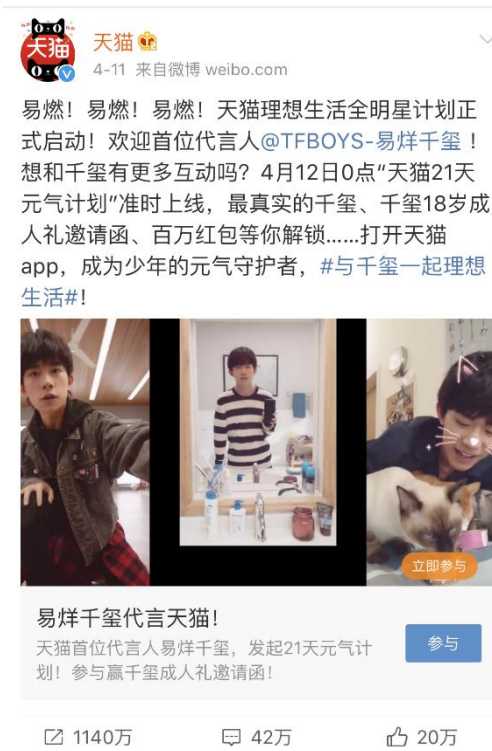 天猫
天猫
4-11 来自微博 weibo.com
易燃！易燃！易燃！天猫理想生活全明星计划正
式启动！欢迎首位代言人@TFBOYS-易烊千玺！
想和千玺有更多互动吗？4月12日0点“天猫21天
元气计划”准时上线，最真实的千玺、千玺18岁成
人礼邀请函、百万红包等你解锁……打开天猫
app，成为少年的元气守护者，#与千玺一起理想
生活#！
立即参与
易烊千玺代言天猫！
天猫首位代言人易烊千玺，发起21天元气计
划！参与赢千玺成人礼邀请函！
参与
1140万
42万
20万